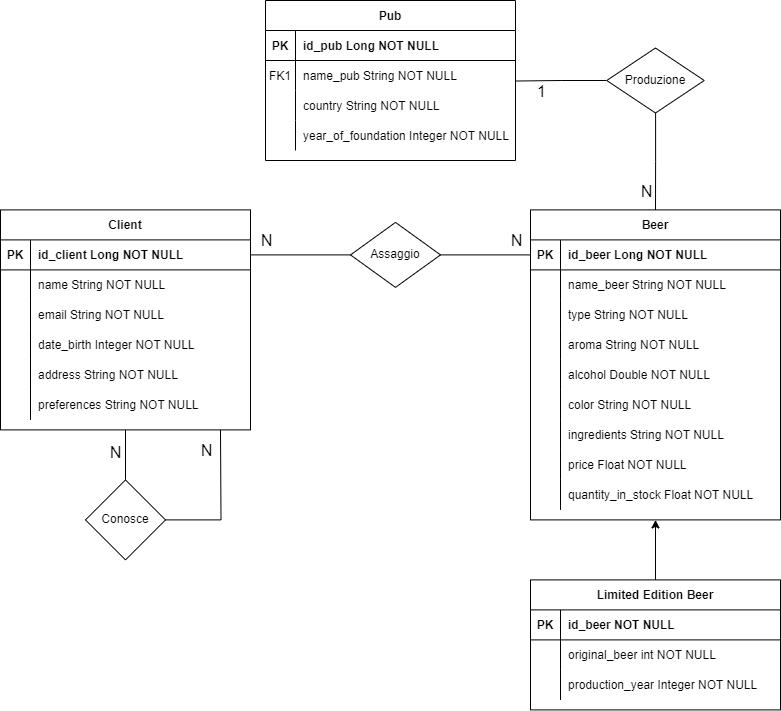 Pub
PK id_pub Long NOT NULL
FK1 name_pub String NOT NULL
country String NOT NULL
year_of_foundation Integer NOT NULL
1
Produzione
N
Client
PK id_client Long NOT NULL
name String NOT NULL
email String NOT NULL
date_birth Integer NOT NULL
address String NOT NULL
preferences String NOT NULL
N
Assaggio
N
Beer
PK id_beer Long NOT NULL
name_beer String NOT NULL
type String NOT NULL
aroma String NOT NULL
alcohol Double NOT NULL
color String NOT NULL
ingredients String NOT NULL
price Float NOT NULL
quantity_in_stock Float NOT NULL
N
N
Conosce
Limited Edition Beer
PK id_beer NOT NULL
original_beer int NOT NULL
production_year Integer NOT NULL